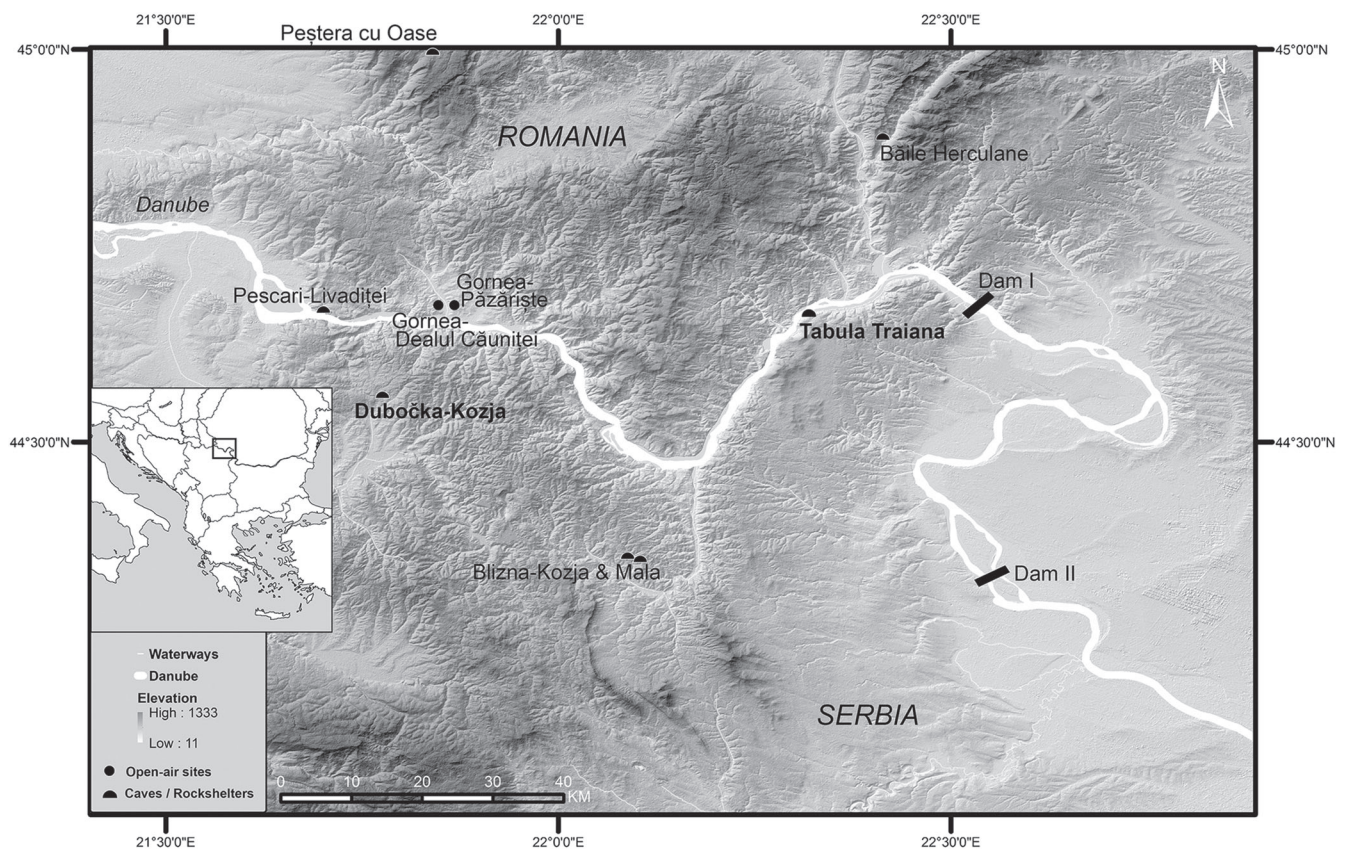 21°30'0"E
22°0'0"E
22°30'0"E
Peștera cu Oase
45°0'0"N
45°0'0"N
N
ROMANIA
Băile Herculane
Danube
Gornea-
Păzăriște
Pescari-Livadiței
Dam I
Gornea-
Dealul Căuniței
Tabula Traiana
Dubočka-Kozja
44°30'0"N
44°30'0"N
Blizna-Kozja & Mala
Dam II
Waterways
Danube
Elevation
High : 1333
Low : 11
SERBIA
Open-air sites
Caves / Rockshelters
0 10 20 30 40
KM
21°30'0"E
22°0'0"E
22°30'0"E